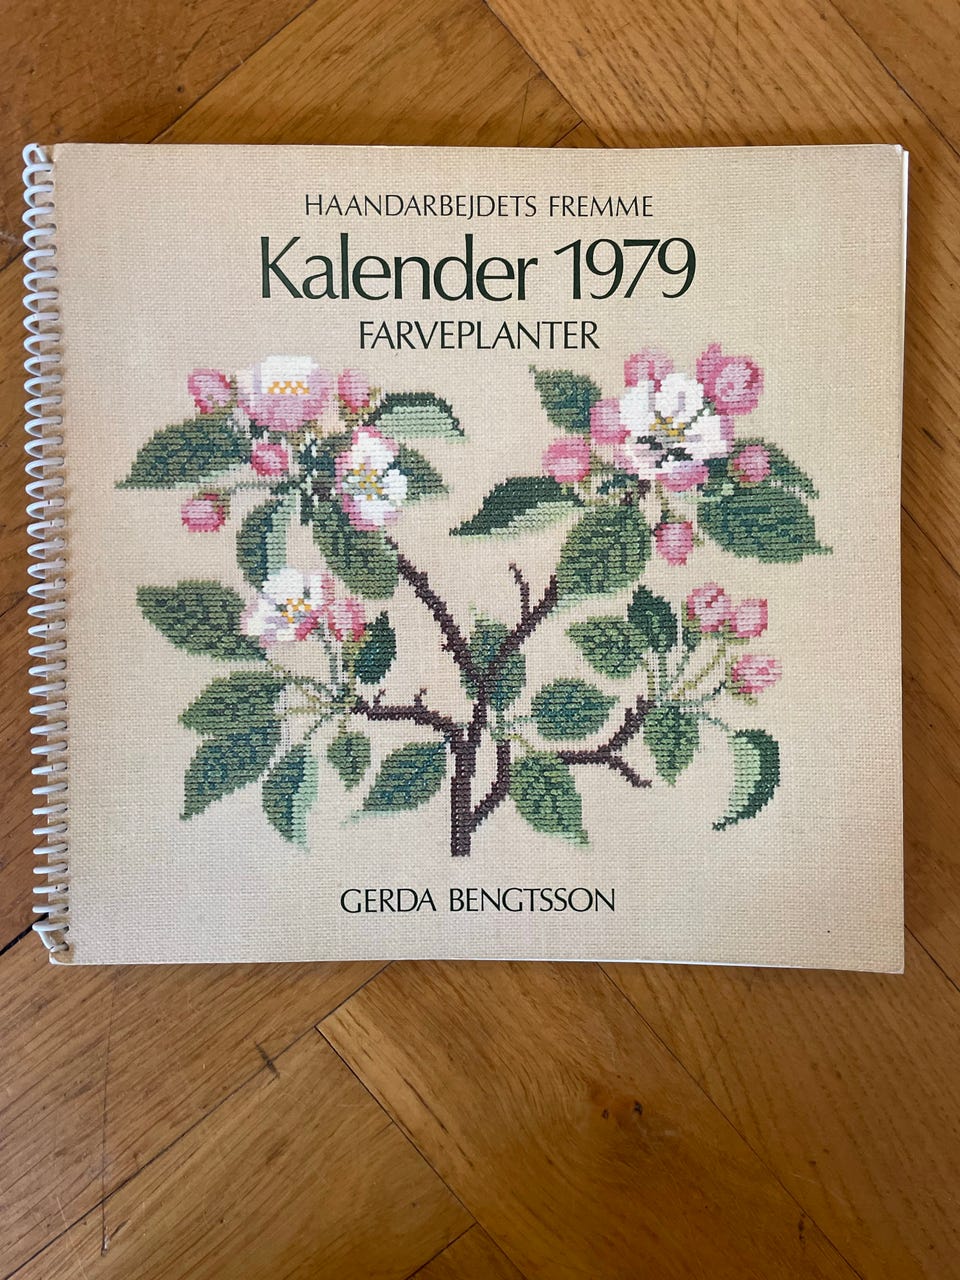 HAANDARBEJDETS FREMME
Kalender 1979
FARVEPLANTER
GERDA BENGTSSON